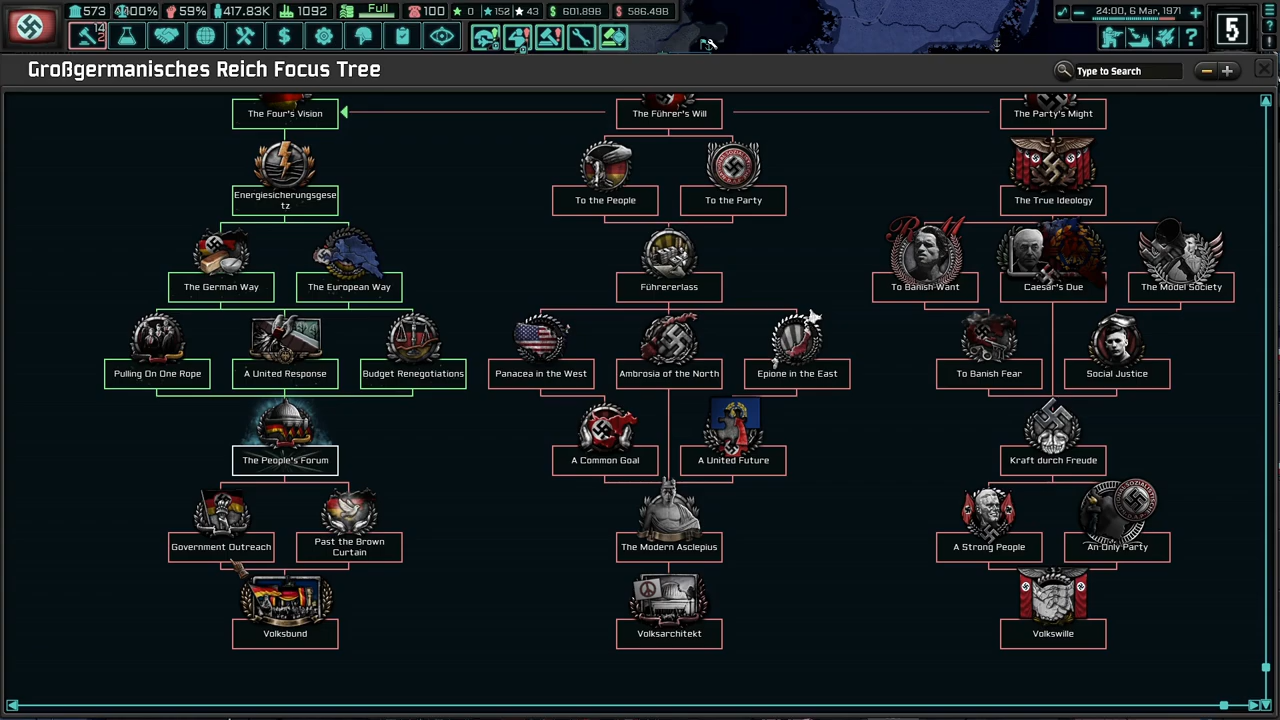 573 100% 59% 417.83K 1092 Full 100 0 152 43 $ 601.89B $ 586.49B
24:00, 6 Mar, 1971
5
14
2
Großgermanisches Reich Focus Tree
Type to Search
The Four's Vision
The Führer's Will
The Party's Might
Energiesicherungsgese
tz
To the People
To the Party
The True Ideology
The German Way
The European Way
Führererlass
To Banish Want
Caesar's Due
The Model Society
Pulling On One Rope
A United Response
Budget Renegotiations
Panacea in the West
Ambrosia of the North
Epione in the East
To Banish Fear
Social Justice
The People's Forum
A Common Goal
A United Future
Kraft durch Freude
Government Outreach
Past the Brown
Curtain
The Modern Asclepius
A Strong People
An Only Party
Volksbund
Volksarchitekt
Volkswille